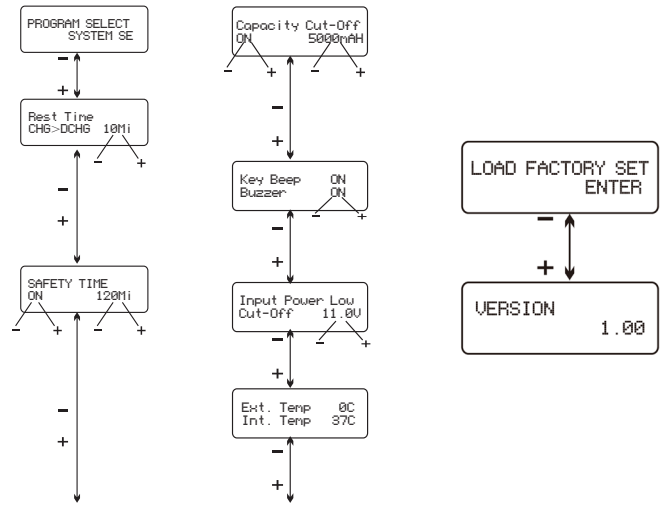 PROGRAM SELECT
SYSTEM SE
-
+
Rest Time
CHG>DCHG 10Mi
- +
-
+
SAFETY TIME
ON 120Mi
- + - +
-
+
Capacity Cut-Off
ON 5000mAH
- + - +
-
+
Key Beep ON
Buzzer ON
- +
-
+
Input Power Low
Cut-Off 11.0V
- +
-
+
Ext. Temp 0C
Int. Temp 37C
-
+
LOAD FACTORY SET
ENTER
-
+
VERSION
1.00